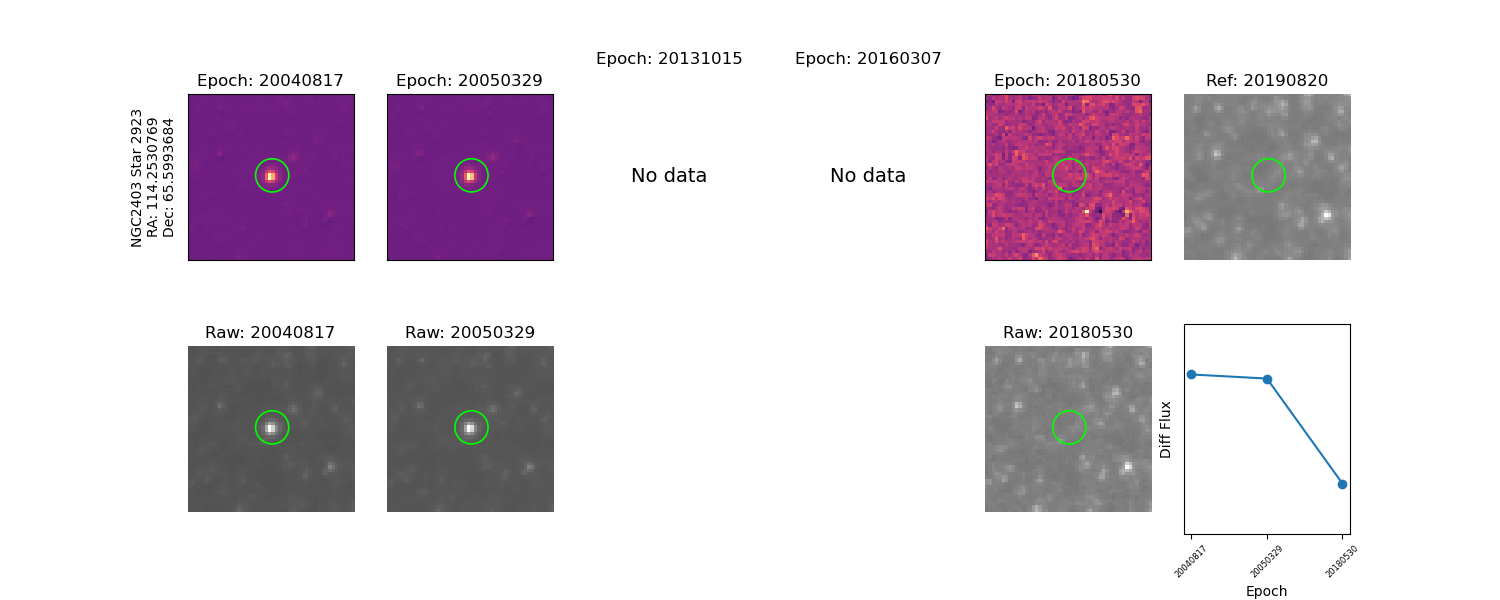 Epoch: 20131015
Epoch: 20160307
Epoch: 20040817
Epoch: 20050329
Epoch: 20180530
Ref: 20190820
NGC2403 Star 2923
RA: 114.2530769
Dec: 65.5993684
No data
No data
Raw: 20040817
Raw: 20050329
Raw: 20180530
Diff Flux
20040817
20050329
20180530
Epoch